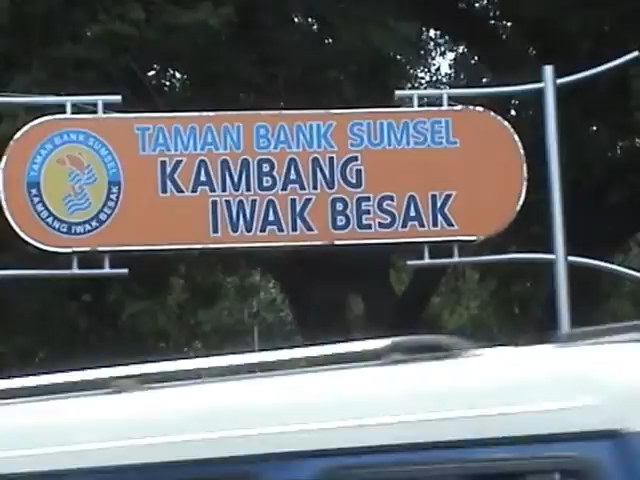 TAMAN BANK SUMSEL
KAMBANG
IWAK BESAK
TAMAN BANK SUMSEL
KAMBANG IWAK BESAK